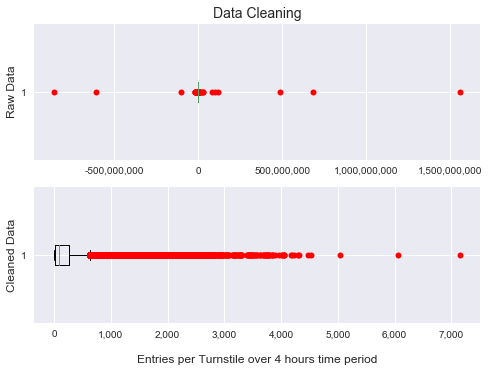 Data Cleaning
Raw Data
1
-500,000,000 0 500,000,000 1,000,000,000 1,500,000,000
Cleaned Data
1
0 1,000 2,000 3,000 4,000 5,000 6,000 7,000
Entries per Turnstile over 4 hours time period